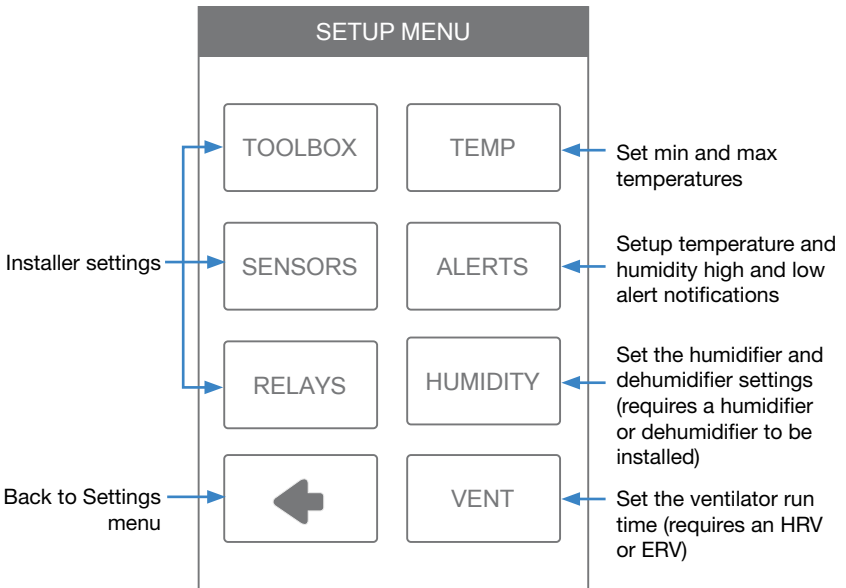 SETUP MENU
TOOLBOX
TEMP
Set min and max
temperatures
Installer settings
SENSORS
ALERTS
Setup temperature and
humidity high and low
alert notifications
RELAYS
HUMIDITY
Set the humidifier and
dehumidifier settings
(requires a humidifier
or dehumidifier to be
installed)
Back to Settings
menu
VENT
Set the ventilator run
time (requires an HRV
or ERV)